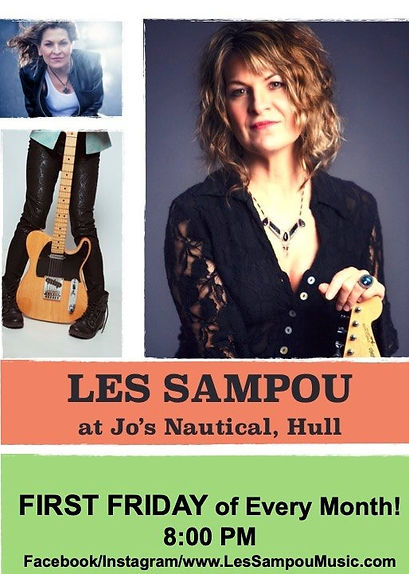 LES SAMPOU
at Jo's Nautical, Hull
FIRST FRIDAY of Every Month!
8:00 PM
Facebook/Instagram/www.LesSampouMusic.com